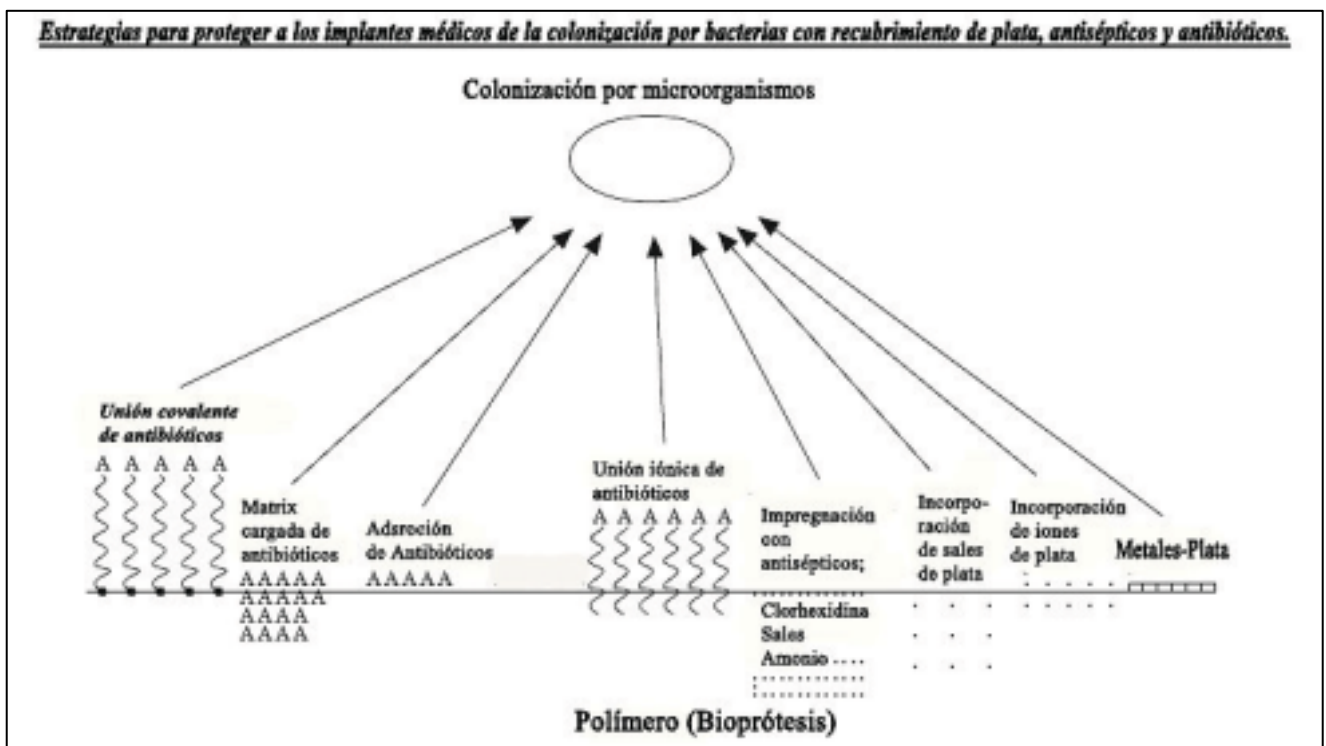 Estrategias para proteger a los implantes médicos de la colonización por bacterias con recubrimiento de plata, antisépticos y antibióticos.
Colonización por microorganismos
Unión covalente
de antibióticos
A A A A A
Matrix
cargada de
antibióticos
AAAAA
AAAAA
AAAA
AAAA
Adsroción
de Antibióticos
AAAAA
Unión iónica de
antibióticos
A A A A A A
Impregnación
con
antisépticos;
Clorhexidina
Sales
Amonio
Incorpo-
ración
de sales
de plata
Incorporación
de iones
de plata
Metales-Plata
Polímero (Bioprótesis)